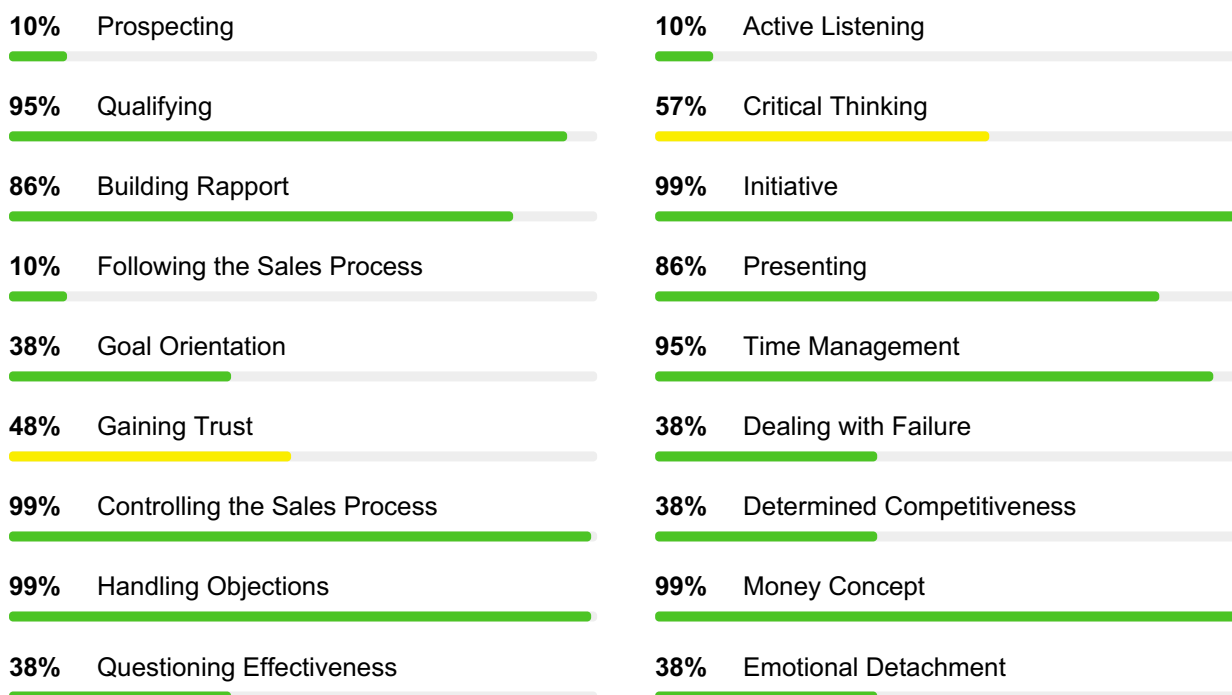 10% Prospecting
95% Qualifying
86% Building Rapport
10% Following the Sales Process
38% Goal Orientation
48% Gaining Trust
99% Controlling the Sales Process
99% Handling Objections
38% Questioning Effectiveness
10% Active Listening
57% Critical Thinking
99% Initiative
86% Presenting
95% Time Management
38% Dealing with Failure
38% Determined Competitiveness
99% Money Concept
38% Emotional Detachment